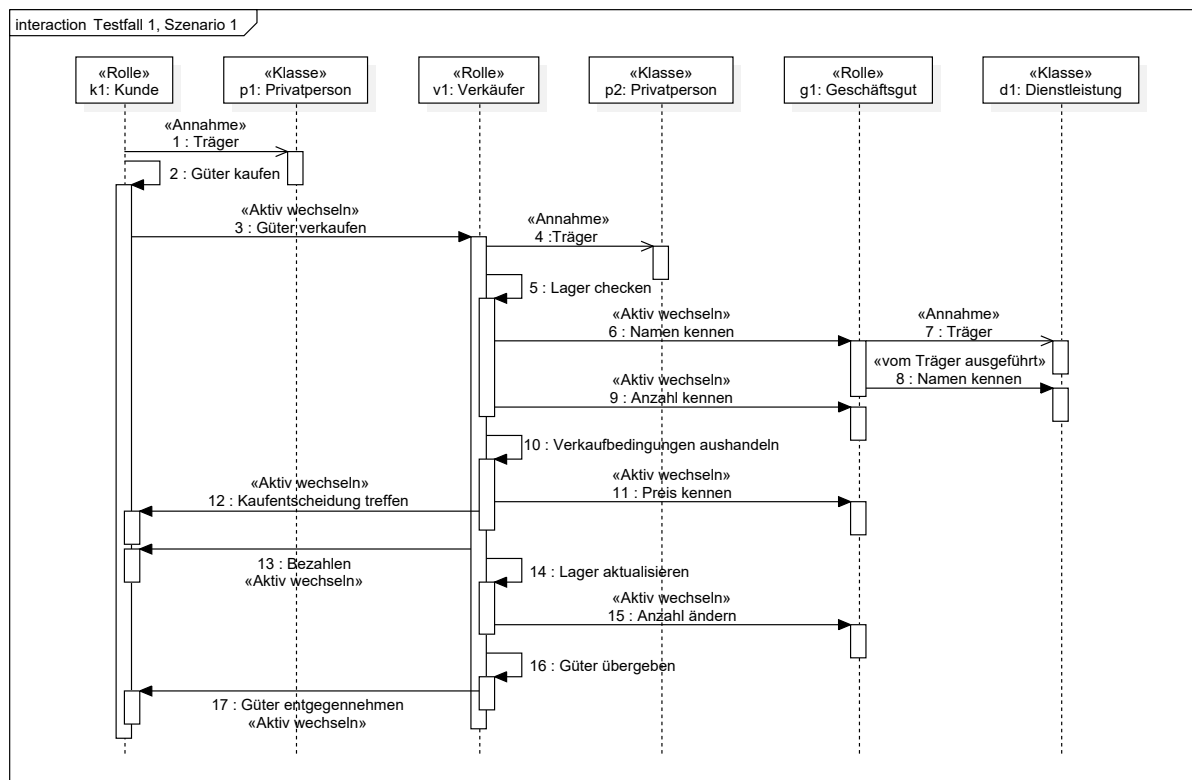 interaction Testfall 1, Szenario 1
«Rolle»
k1: Kunde
«Klasse»
p1: Privatperson
«Rolle»
v1: Verkäufer
«Klasse»
p2: Privatperson
«Rolle»
g1: Geschäftsgut
«Klasse»
d1: Dienstleistung
«Annahme»
1 : Träger
2 : Güter kaufen
«Aktiv wechseln»
3 : Güter verkaufen
«Annahme»
4 :Träger
5 : Lager checken
«Aktiv wechseln»
6 : Namen kennen
«Annahme»
7 : Träger
«vom Träger ausgeführt»
8 : Namen kennen
«Aktiv wechseln»
9 : Anzahl kennen
10 : Verkaufbedingungen aushandeln
«Aktiv wechseln»
11 : Preis kennen
«Aktiv wechseln»
12 : Kaufentscheidung treffen
13 : Bezahlen
«Aktiv wechseln»
14 : Lager aktualisieren
«Aktiv wechseln»
15 : Anzahl ändern
16 : Güter übergeben
17 : Güter entgegennehmen
«Aktiv wechseln»